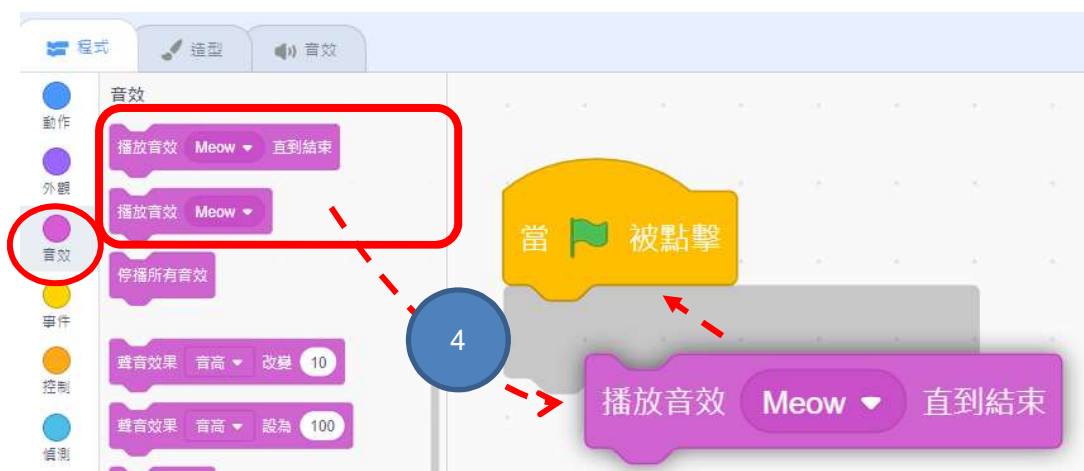 程式
造型
音效
動作
外觀
音效
事件
控制
偵測
音效
播放音效 Meow 直到結束
播放音效 Meow
停播所有音效
聲音效果 音高 改變 10
聲音效果 音高 設為 100
當 被點擊
4
播放音效 Meow 直到結束